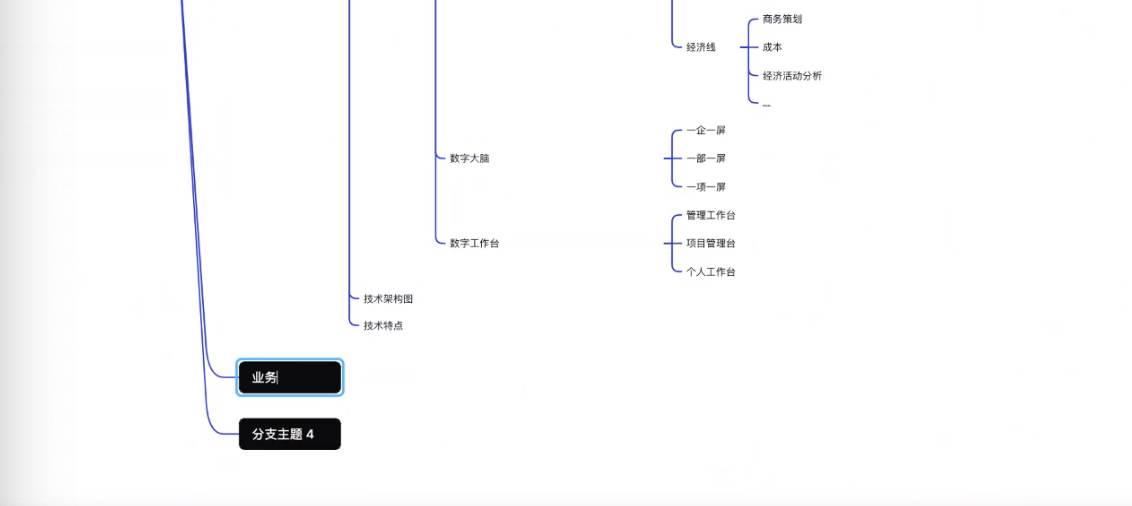 商务策划
经济线
成本
经济活动分析
...
一企一屏
数字大脑
一部一屏
一项一屏
管理工作台
数字工作台
项目管理台
个人工作台
技术架构图
技术特点
业务
分支主题 4